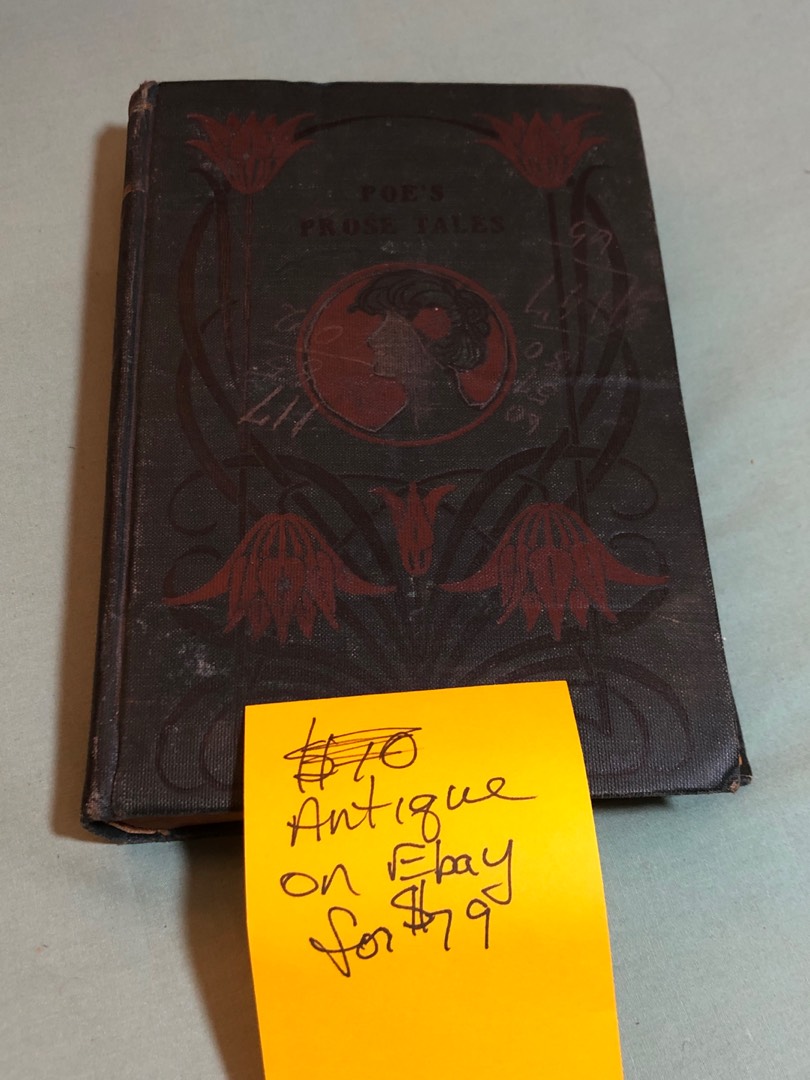 POE'S
PROSE TALES
$10
Antique
on Ebay
for $79